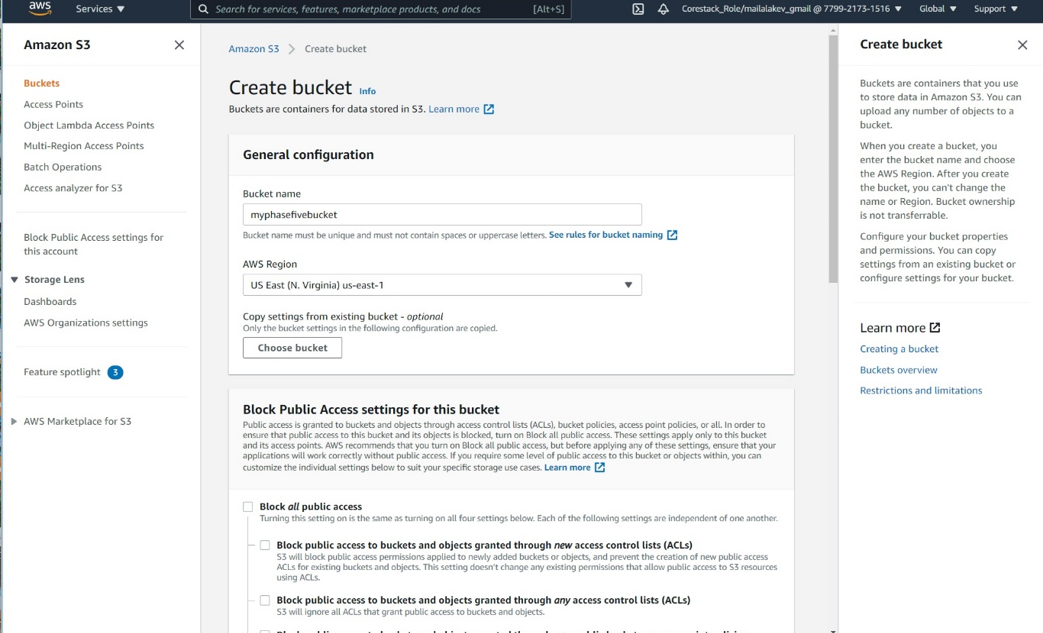 aws
Services ▼
Search for services, features, marketplace products, and docs [Alt+S]
Corestack_Role/mailalakev_gmail @ 7799-2173-1516 ▼ Global ▼ Support ▼
Amazon S3
Buckets
Access Points
Object Lambda Access Points
Multi-Region Access Points
Batch Operations
Access analyzer for S3
Block Public Access settings for
this account
Storage Lens
Dashboards
AWS Organizations settings
Feature spotlight 3
AWS Marketplace for S3
Amazon S3 > Create bucket
Create bucket Info
Buckets are containers for data stored in S3. Learn more
General configuration
Bucket name
myphasefivebucket
Bucket name must be unique and must not contain spaces or uppercase letters. See rules for bucket naming
AWS Region
US East (N. Virginia) us-east-1
Copy settings from existing bucket - optional
Only the bucket settings in the following configuration are copied.
Choose bucket
Block Public Access settings for this bucket
Public access is granted to buckets and objects through access control lists (ACLs), bucket policies, access point policies, or all. In order to
ensure that public access to this bucket and its objects is blocked, turn on Block all public access. These settings apply only to this bucket
and its access points. AWS recommends that you turn on Block all public access, but before applying any of these settings, ensure that your
applications will work correctly without public access. If you require some level of public access to this bucket or objects within, you can
customize the individual settings below to suit your specific storage use cases. Learn more
Block all public access
Turning this setting on is the same as turning on all four settings below. Each of the following settings are independent of one another.
Block public access to buckets and objects granted through new access control lists (ACLs)
S3 will block public access permissions applied to newly added buckets or objects, and prevent the creation of new public access
ACLs for existing buckets and objects. This setting doesn't change any existing permissions that allow public access to S3 resources
using ACLs.
Block public access to buckets and objects granted through any access control lists (ACLs)
S3 will ignore all ACLs that grant public access to buckets and objects.
Create bucket
Buckets are containers that you use
to store data in Amazon S3. You can
upload any number of objects to a
bucket.
When you create a bucket, you
enter the bucket name and choose
the AWS Region. After you create
the bucket, you can't change the
name or Region. Bucket ownership
is not transferrable.
Configure your bucket properties
and permissions. You can copy
settings from an existing bucket or
configure settings for your bucket.
Learn more
Creating a bucket
Buckets overview
Restrictions and limitations